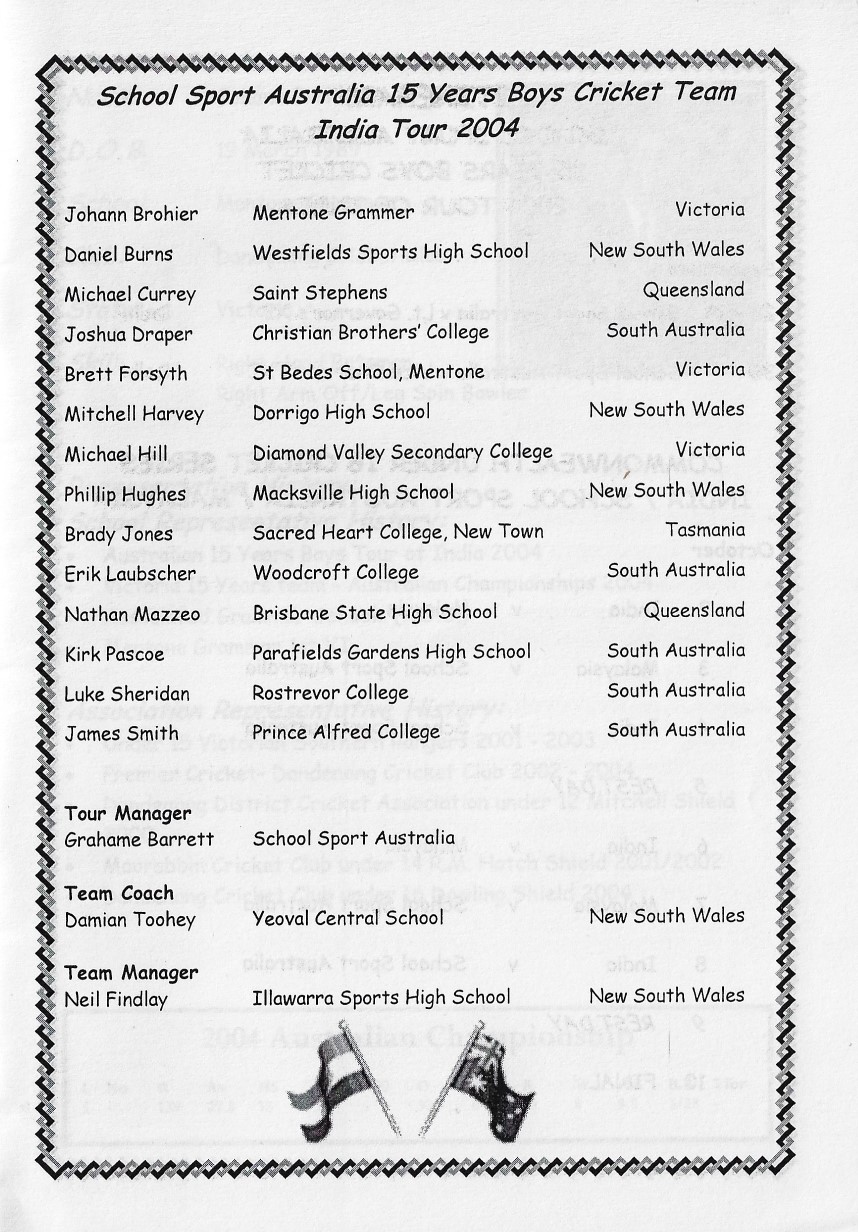 School Sport Australia 15 Years Boys Cricket Team
India Tour 2004
Johann Brohier Mentone Grammer Victoria
Daniel Burns Westfields Sports High School New South Wales
Michael Currey Saint Stephens Queensland
Joshua Draper Christian Brothers' College South Australia
Brett Forsyth St Bedes School, Mentone Victoria
Mitchell Harvey Dorrigo High School New South Wales
Michael Hill Diamond Valley Secondary College Victoria
Phillip Hughes Macksville High School New South Wales
Brady Jones Sacred Heart College, New Town Tasmania
Erik Laubscher Woodcroft College South Australia
Nathan Mazzeo Brisbane State High School Queensland
Kirk Pascoe Parafields Gardens High School South Australia
Luke Sheridan Rostrevor College South Australia
James Smith Prince Alfred College South Australia
Tour Manager
Grahame Barrett School Sport Australia
Team Coach
Damian Toohey Yeoval Central School New South Wales
Team Manager
Neil Findlay Illawarra Sports High School New South Wales